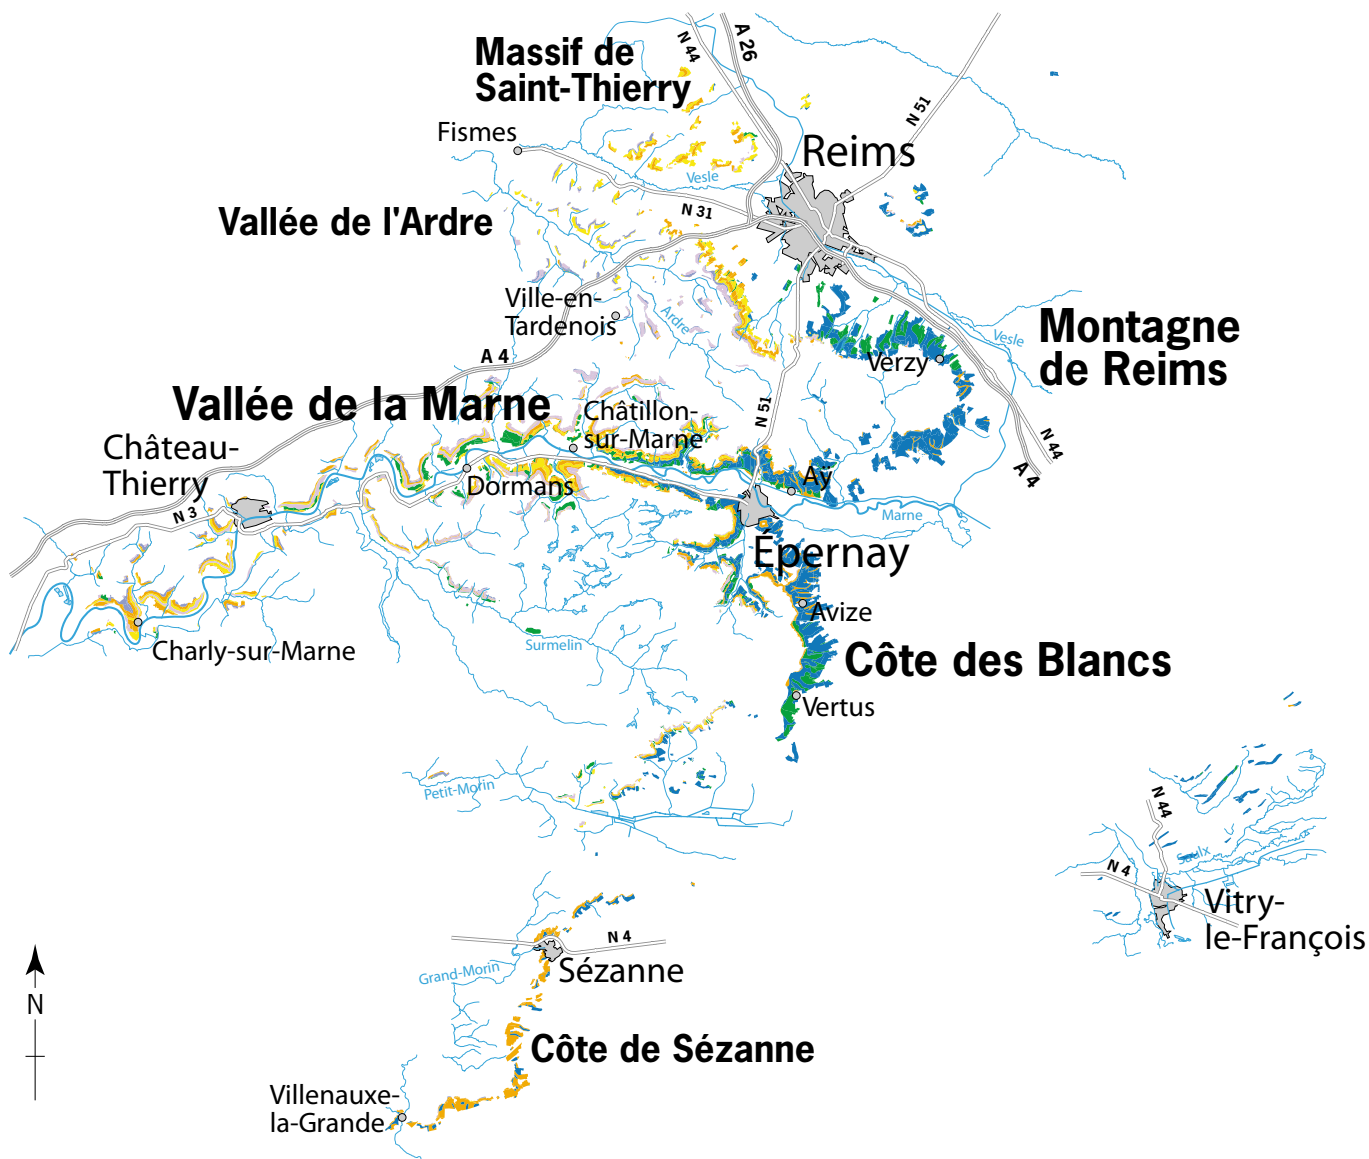 Massif de
Saint-Thierry
N 44
A 26
N 51
Fismes
Reims
Vesle
N 31
Vallée de l'Ardre
Ville-en-
Tardenois
Ardre
A 4
Vesle
Montagne
de Reims
Verzy
Vallée de la Marne
Châtillon-
sur-Marne
N 51
N 44
A 4
Château-
Thierry
N 3
Dormans
Aÿ
Marne
Épernay
Avize
Charly-sur-Marne
Surmelin
Côte des Blancs
Vertus
Petit-Morin
N 44
Saulx
N 4
Vitry-
le-François
N 4
Grand-Morin
Sézanne
N
Côte de Sézanne
Villenauxe-
la-Grande